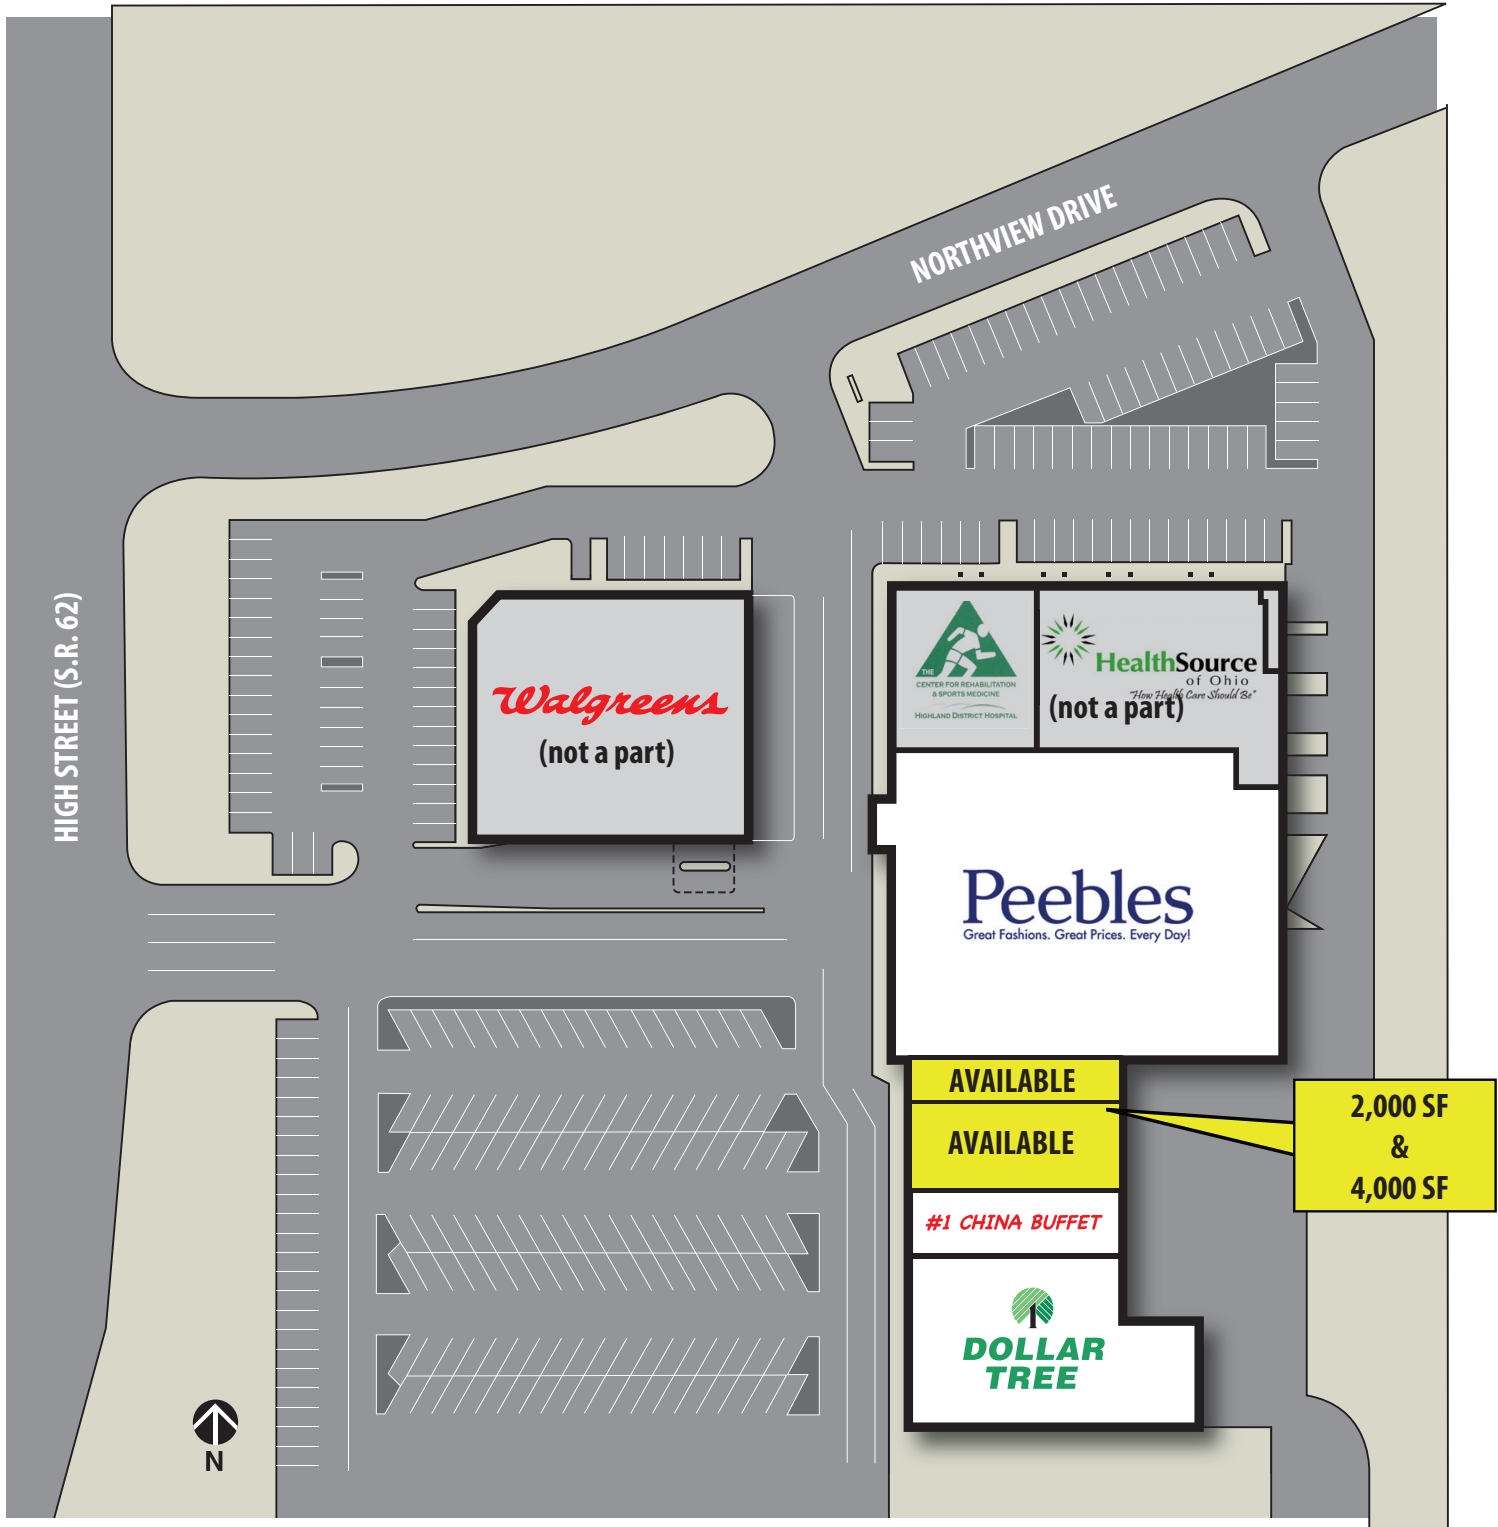 NORTHVIEW DRIVE
HIGH STREET (S.R. 62)
Walgreens
(not a part)
THE
CENTER FOR REHABILITATION
& SPORTS MEDICINE
HIGHLAND DISTRICT HOSPITAL
HealthSource
of Ohio
"How Health Care Should Be"
(not a part)
Peebles
Great Fashions. Great Prices. Every Day!
AVAILABLE
AVAILABLE
2,000 SF
&
4,000 SF
#1 CHINA BUFFET
DOLLAR
TREE
N